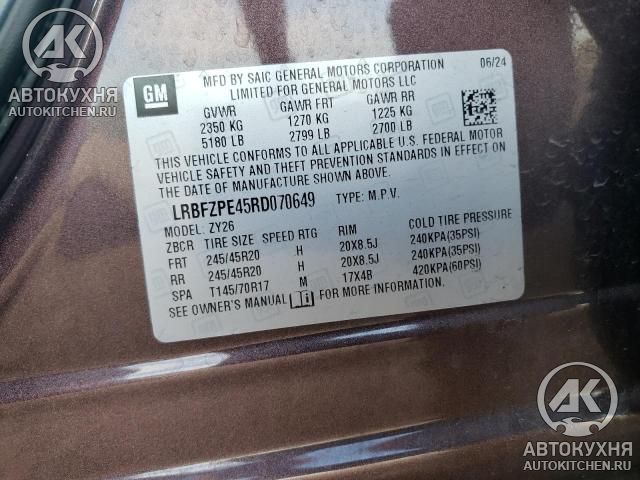 АК
АВТОКУХНЯ
AUTOKITCHEN.RU
GM
MFD BY SAIC GENERAL MOTORS CORPORATION 06/24
LIMITED FOR GENERAL MOTORS LLC
GVWR GAWR FRT GAWR RR
2350 KG 1270 KG 1225 KG
5180 LB 2799 LB 2700 LB
THIS VEHICLE CONFORMS TO ALL APPLICABLE U.S. FEDERAL MOTOR
VEHICLE SAFETY AND THEFT PREVENTION STANDARDS IN EFFECT ON
THE DATE OF MANUFACTURE SHOWN ABOVE.
LRBFZPE45RD070649 TYPE: M.P.V.
MODEL: ZY26
ZBCR TIRE SIZE SPEED RTG RIM COLD TIRE PRESSURE
FRT 245/45R20 H 20X8.5J 240KPA(35PSI)
RR 245/45R20 H 20X8.5J 240KPA(35PSI)
SPA T145/70R17 M 17X4B 420KPA(60PSI)
SEE OWNER'S MANUAL FOR MORE INFORMATION.
АК
АВТОКУХНЯ
AUTOKITCHEN.RU